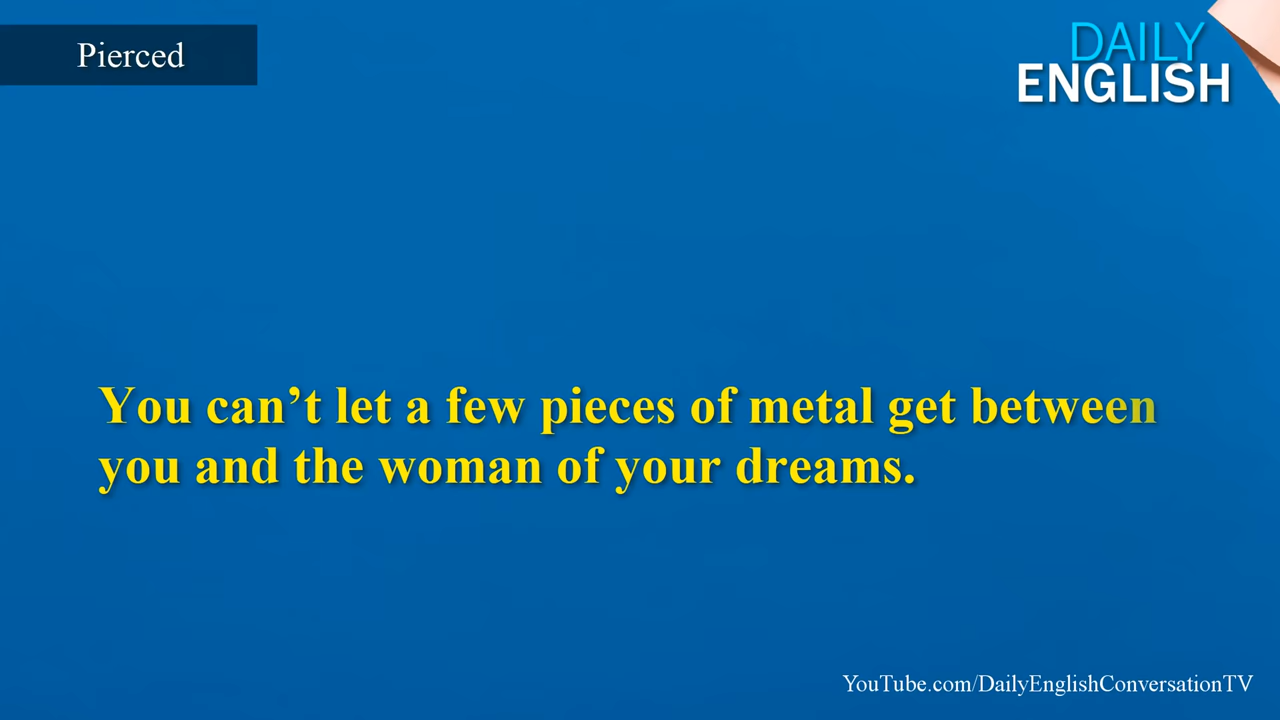 Pierced
DAILY
ENGLISH
You can’t let a few pieces of metal get between
you and the woman of your dreams.
YouTube.com/DailyEnglishConversationTV